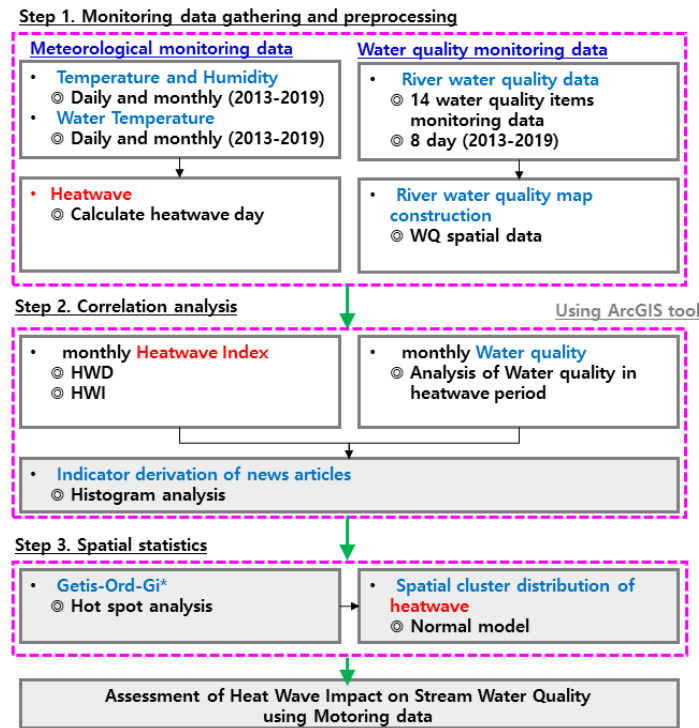 Step 1. Monitoring data gathering and preprocessing
Meteorological monitoring data
• Temperature and Humidity
◎ Daily and monthly (2013-2019)
• Water Temperature
◎ Daily and monthly (2013-2019)
• Heatwave
◎ Calculate heatwave day
Water quality monitoring data
• River water quality data
◎ 14 water quality items
monitoring data
◎ 8 day (2013-2019)
• River water quality map
construction
◎ WQ spatial data
Step 2. Correlation analysis
Using ArcGIS tool
• monthly Heatwave Index
◎ HWD
◎ HWI
• monthly Water quality
◎ Analysis of Water quality in
heatwave period
• Indicator derivation of news articles
◎ Histogram analysis
Step 3. Spatial statistics
• Getis-Ord-Gi*
◎ Hot spot analysis
• Spatial cluster distribution of
heatwave
◎ Normal model
Assessment of Heat Wave Impact on Stream Water Quality
using Motoring data